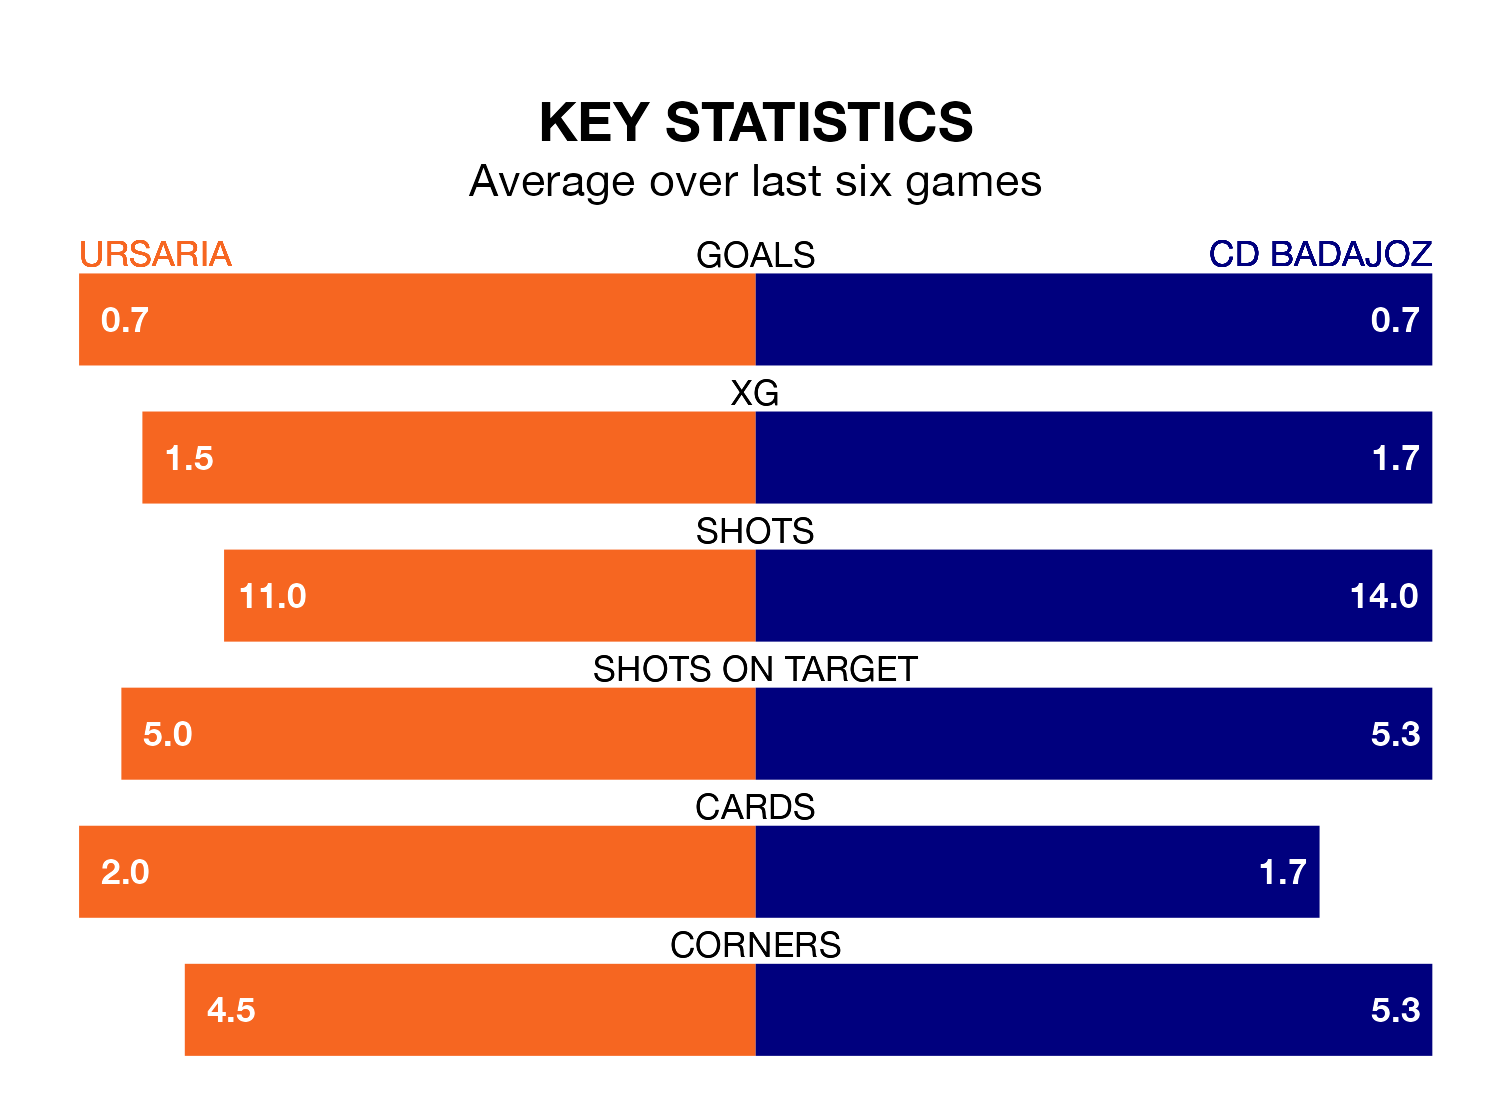 KEY STATISTICS
Average over last six games
URSARIA GOALS CD BADAJOZ
0.7 0.7
XG
1.5 1.7
SHOTS
11.0 14.0
SHOTS ON TARGET
5.0 5.3
CARDS
2.0 1.7
CORNERS
4.5 5.3